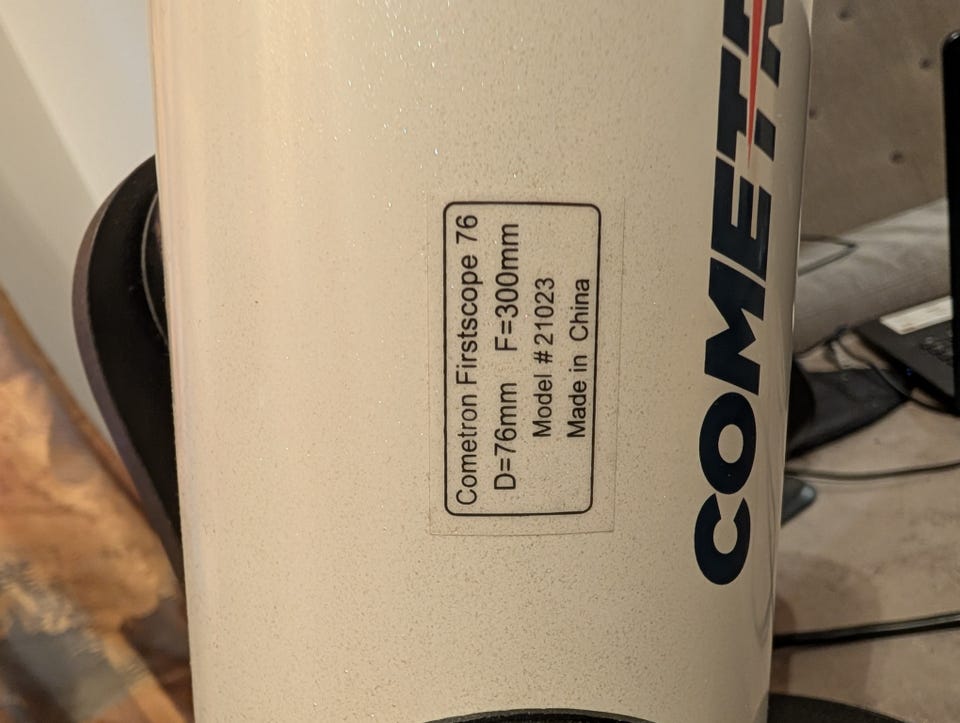 Cometron Firstscope 76
D=76mm F=300mm
Model # 21023
Made in China